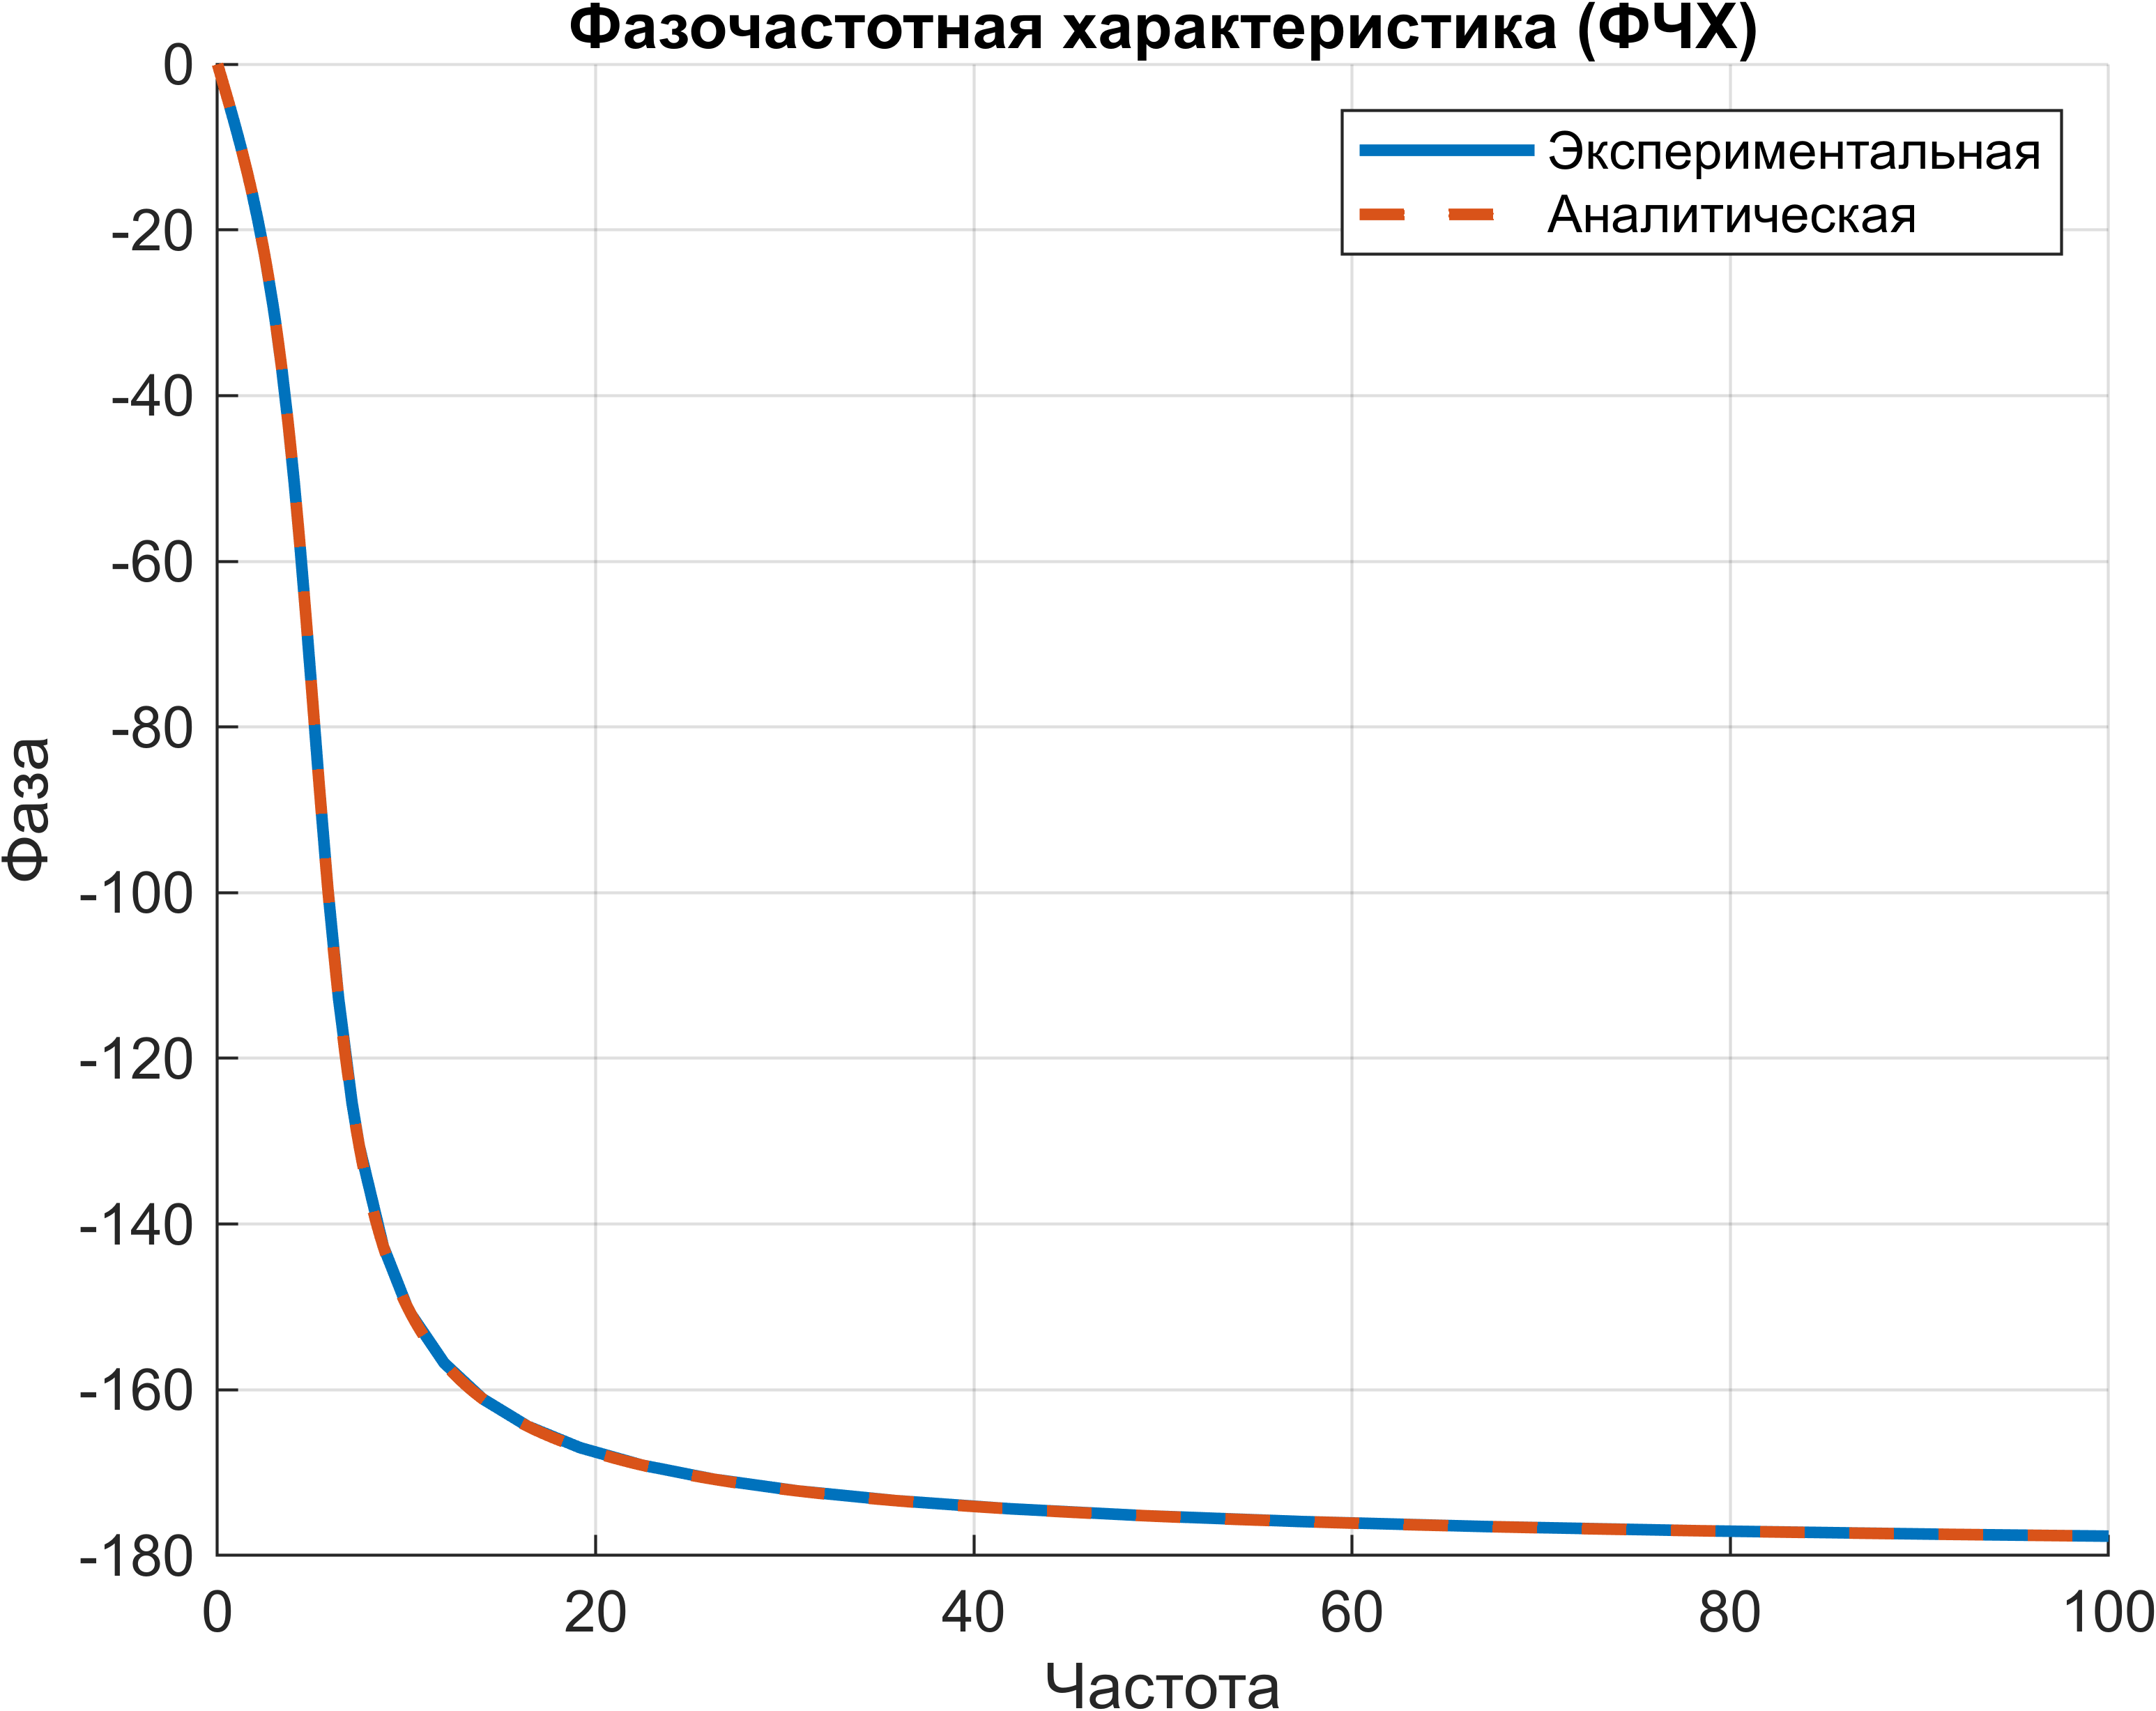 Фазочастотная характеристика (ФЧХ)
Экспериментальная
Аналитическая
0
-20
-40
-60
-80
-100
-120
-140
-160
-180
Фаза
0 20 40 60 80 100
Частота